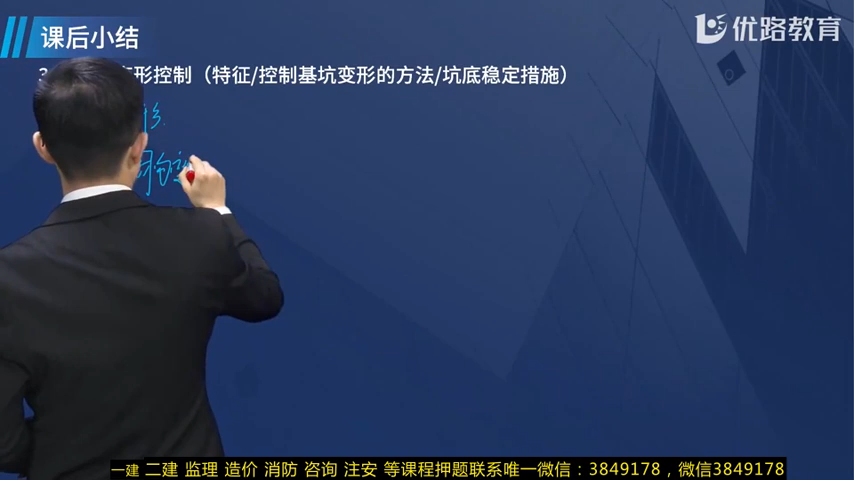 课后小结
优路教育
3 形控制（特征/控制基坑变形的方法/坑底稳定措施）
一建 二建 监理 造价 消防 咨询 注安 等课程押题联系唯一微信：3849178，微信3849178